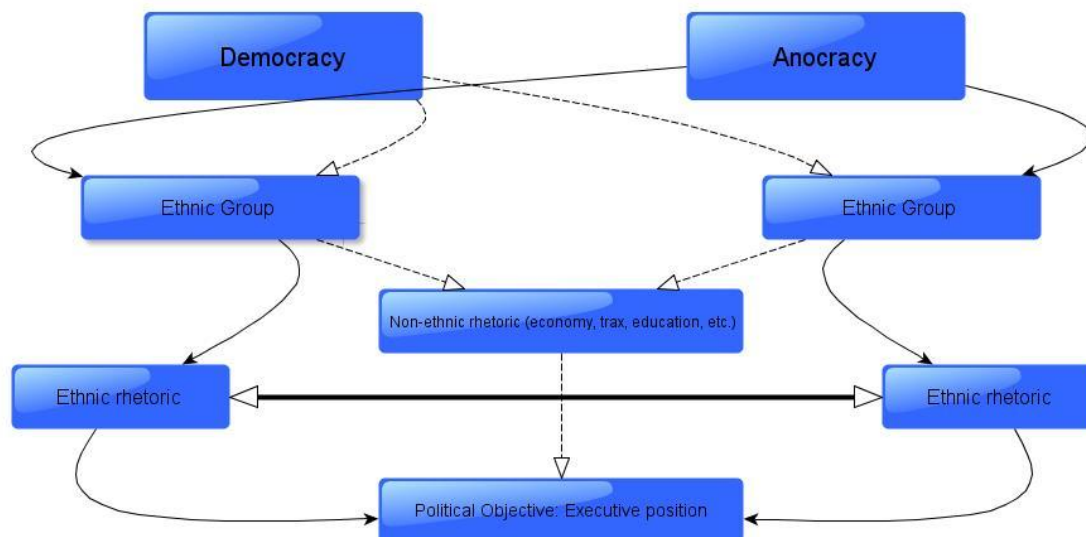 Democracy
Anocracy
Ethnic Group
Ethnic Group
Non-ethnic rhetoric (economy, trax, education, etc.)
Ethnic rhetoric
Ethnic rhetoric
Political Objective: Executive position